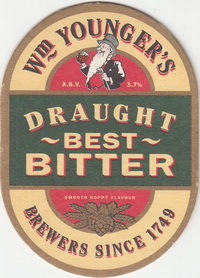 Wm YOUNGER'S
A.B.V. 3.7%
DRAUGHT
~BEST~
BITTER
SMOOTH HOPPY FLAVOUR
BREWERS SINCE 1749